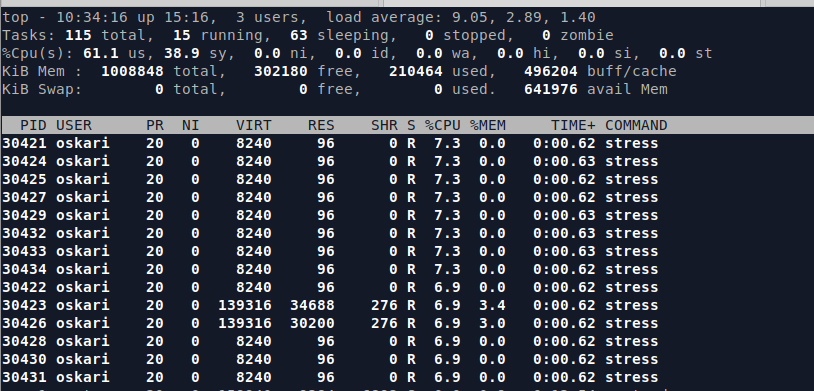 top - 10:34:16 up 15:16,  3 users,  load average: 9.05, 2.89, 1.40
Tasks: 115 total,  15 running,  63 sleeping,   0 stopped,   0 zombie
%Cpu(s): 61.1 us, 38.9 sy,  0.0 ni,  0.0 id,  0.0 wa,  0.0 hi,  0.0 si,  0.0 st
KiB Mem :  1008848 total,   302180 free,   210464 used,   496204 buff/cache
KiB Swap:        0 total,        0 free,        0 used.   641976 avail Mem
PID USER      PR  NI    VIRT    RES    SHR S %CPU %MEM     TIME+ COMMAND
30421 oskari    20   0    8240     96      0 R  7.3  0.0   0:00.62 stress
30424 oskari    20   0    8240     96      0 R  7.3  0.0   0:00.63 stress
30425 oskari    20   0    8240     96      0 R  7.3  0.0   0:00.62 stress
30427 oskari    20   0    8240     96      0 R  7.3  0.0   0:00.62 stress
30429 oskari    20   0    8240     96      0 R  7.3  0.0   0:00.63 stress
30432 oskari    20   0    8240     96      0 R  7.3  0.0   0:00.63 stress
30433 oskari    20   0    8240     96      0 R  7.3  0.0   0:00.63 stress
30434 oskari    20   0    8240     96      0 R  7.3  0.0   0:00.62 stress
30422 oskari    20   0    8240     96      0 R  6.9  0.0   0:00.62 stress
30423 oskari    20   0  139316  34688    276 R  6.9  3.4   0:00.62 stress
30426 oskari    20   0  139316  30200    276 R  6.9  3.0   0:00.62 stress
30428 oskari    20   0    8240     96      0 R  6.9  0.0   0:00.62 stress
30430 oskari    20   0    8240     96      0 R  6.9  0.0   0:00.62 stress
30431 oskari    20   0    8240     96      0 R  6.9  0.0   0:00.62 stress